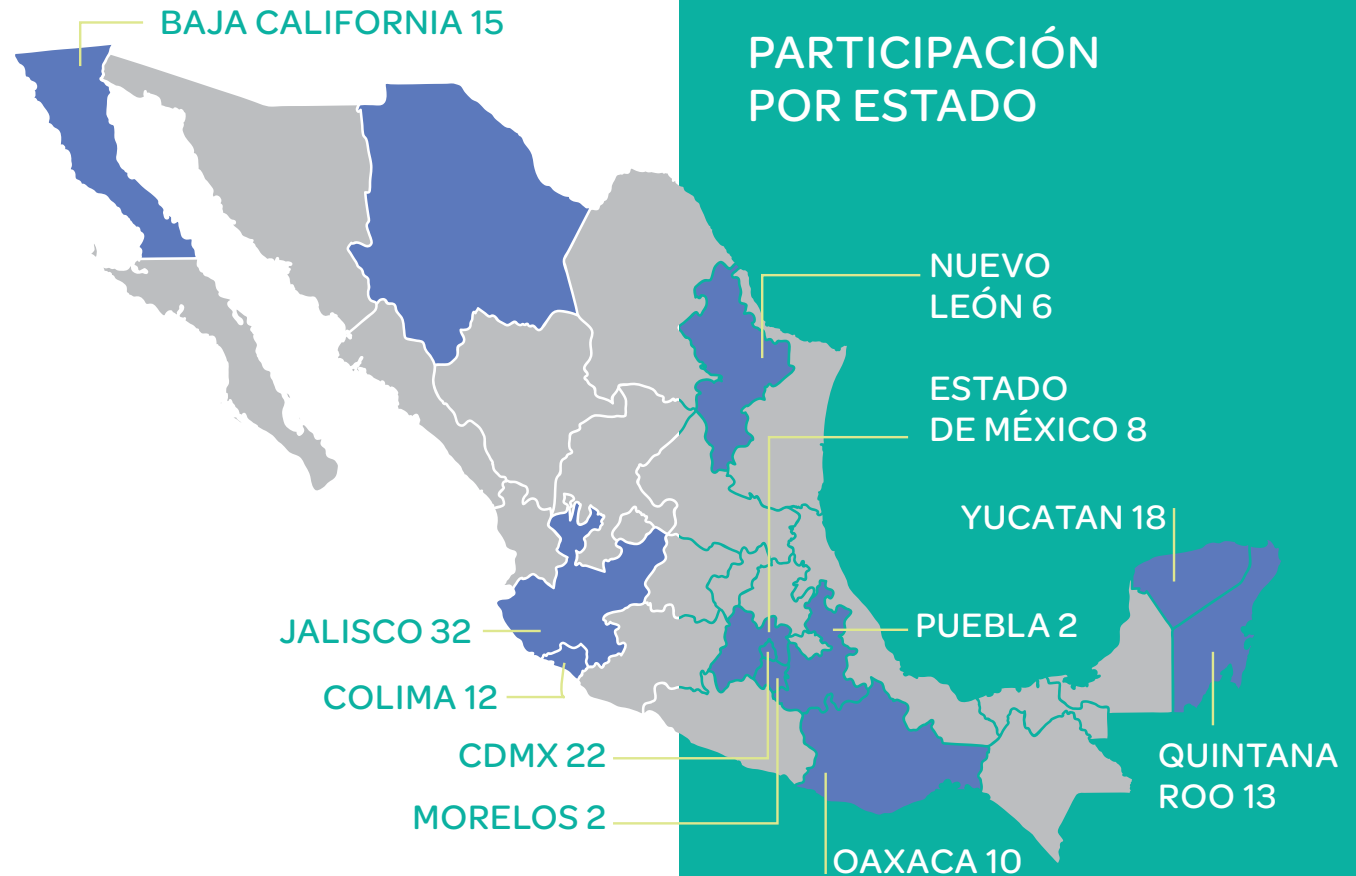 BAJA CALIFORNIA 15
PARTICIPACIÓN
POR ESTADO
NUEVO
LEÓN 6
ESTADO
DE MÉXICO 8
YUCATAN 18
JALISCO 32
PUEBLA 2
COLIMA 12
CDMX 22
QUINTANA
ROO 13
MORELOS 2
OAXACA 10